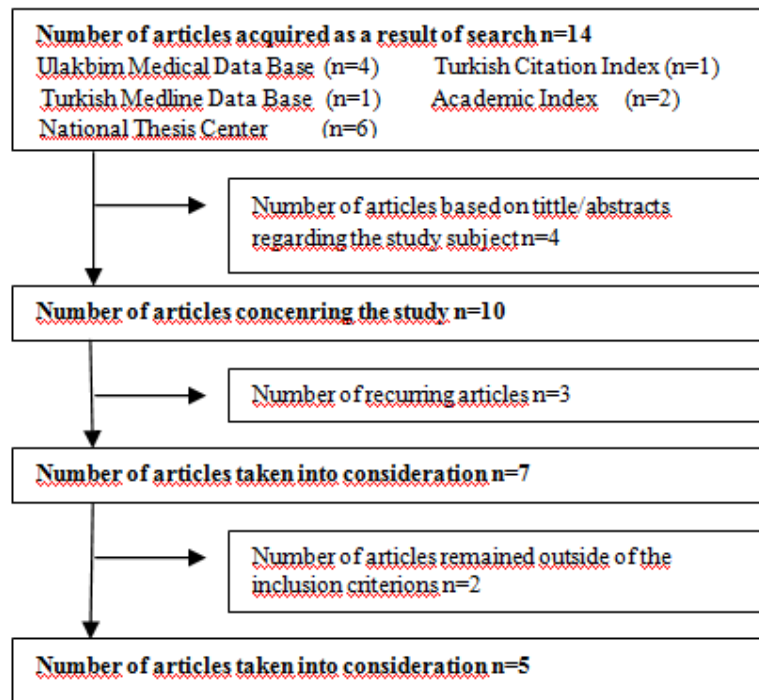 Number of articles acquired as a result of search n=14
Ulakbim Medical Data Base (n=4) Turkish Citation Index (n=1)
Turkish Medline Data Base (n=1) Academic Index (n=2)
National Thesis Center (n=6)
Number of articles based on tittle/abstracts
regarding the study subject n=4
Number of articles concenring the study n=10
Number of recurring articles n=3
Number of articles taken into consideration n=7
Number of articles remained outside of the
inclusion criterions n=2
Number of articles taken into consideration n=5